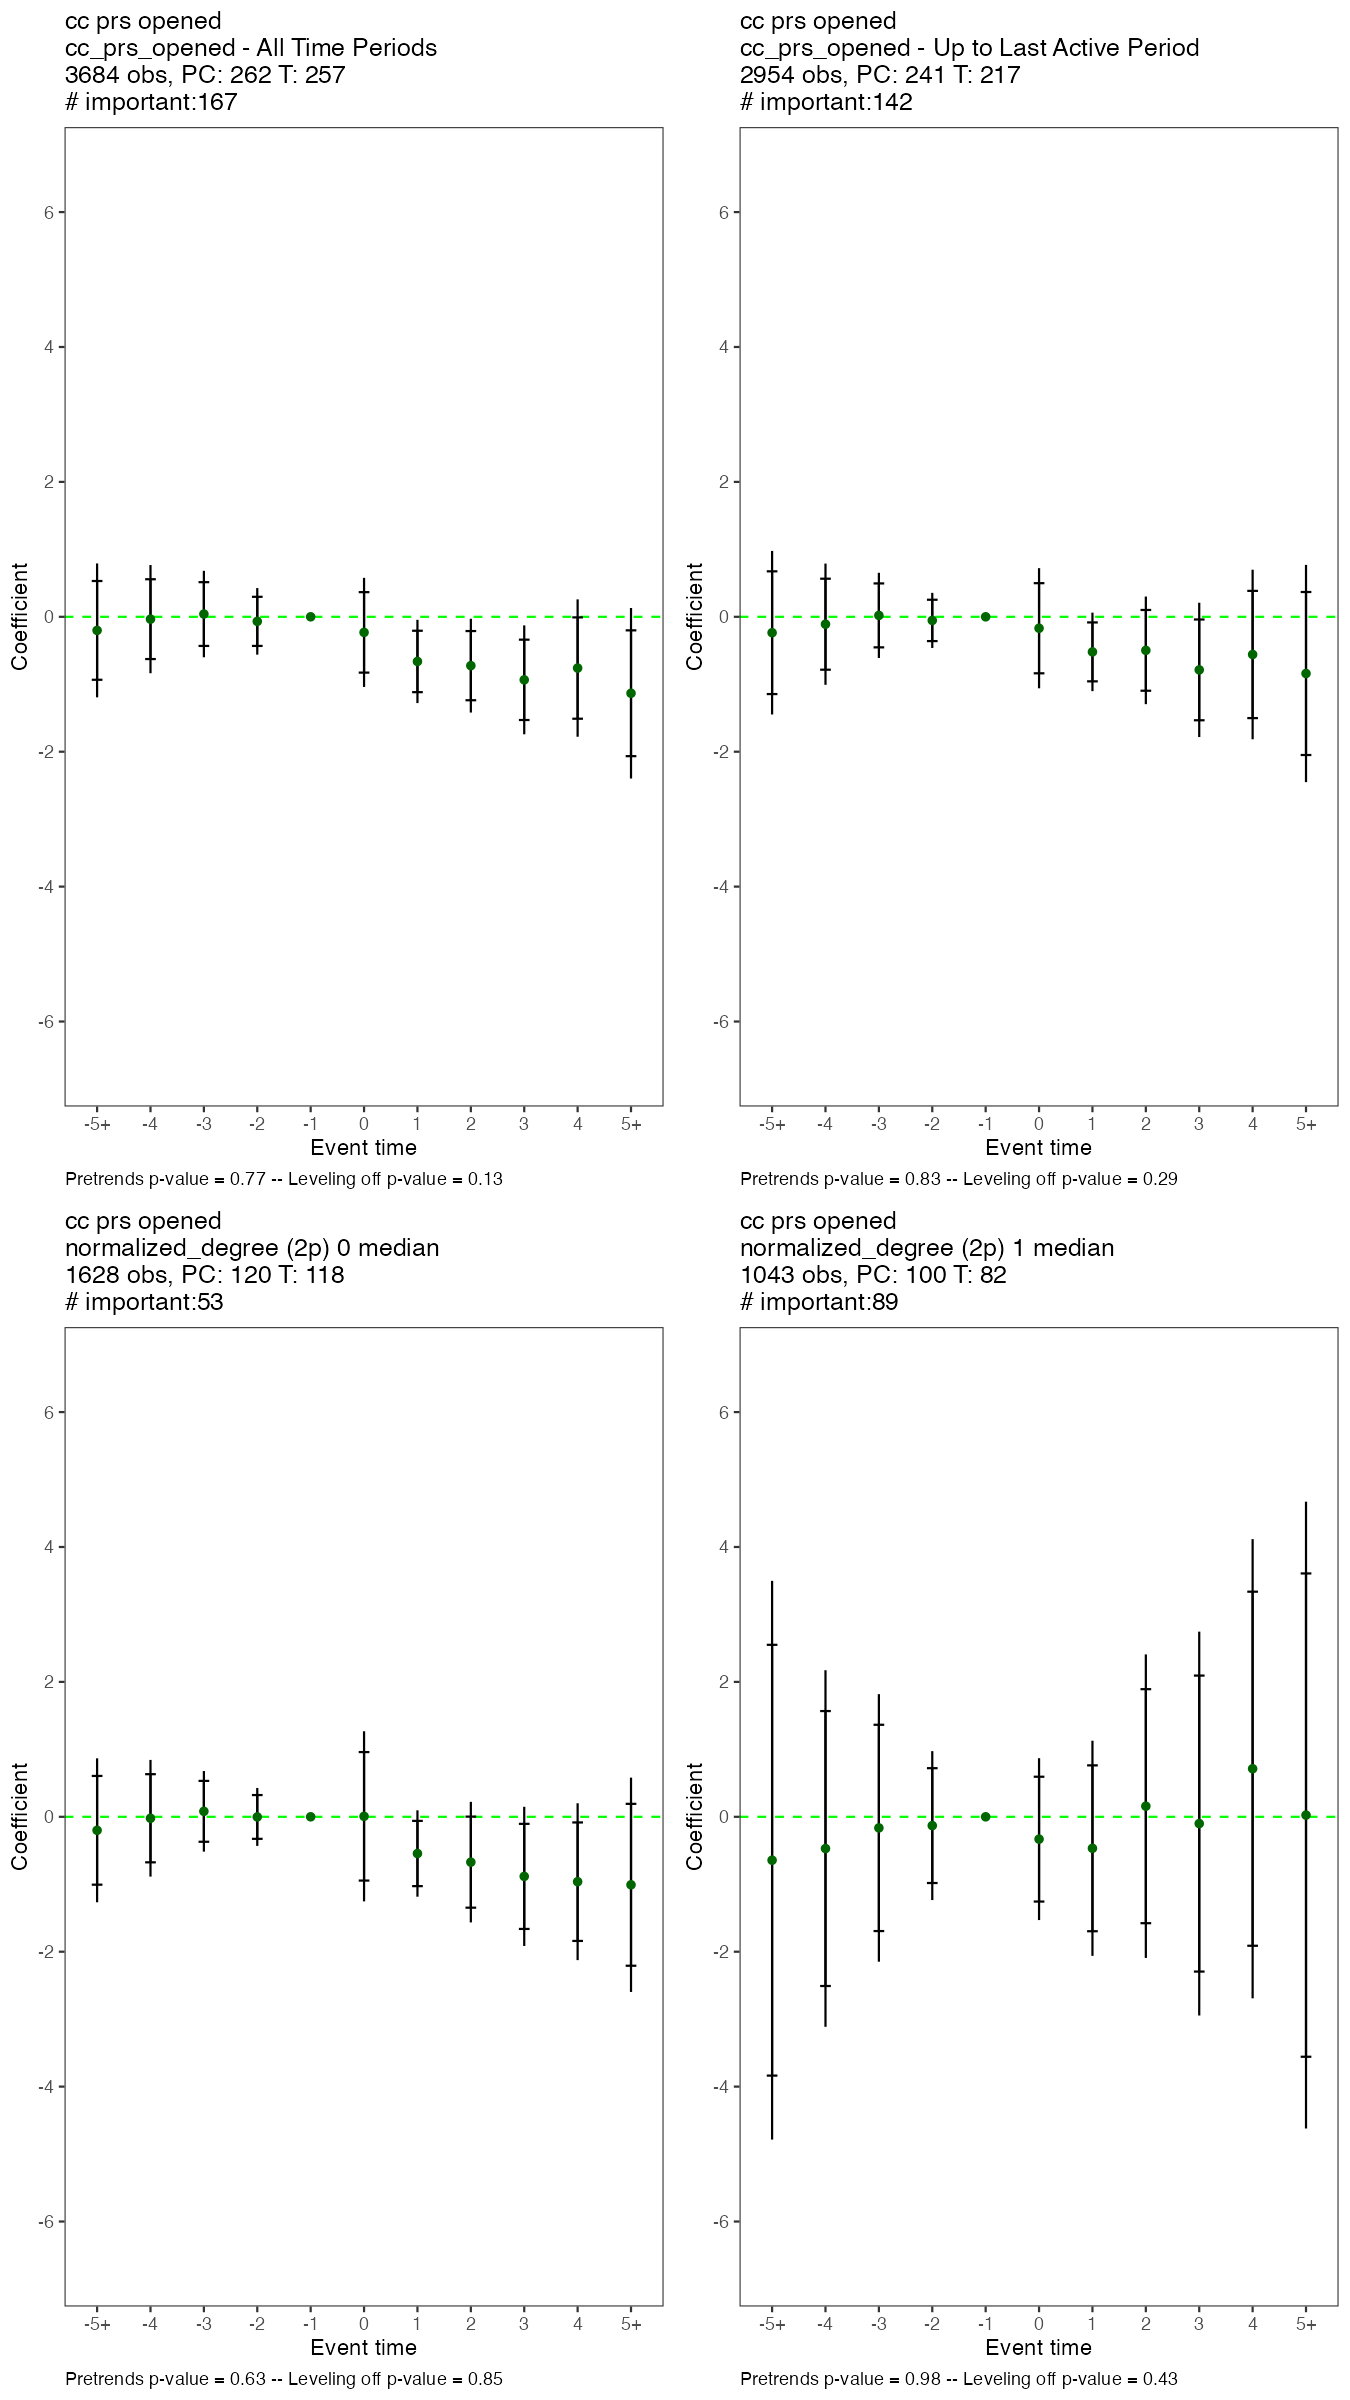 cc prs opened
cc_prs_opened - All Time Periods
3684 obs, PC: 262 T: 257
# important:167
6
4
2
0
-2
-4
-6
Coefficient
-5+ -4 -3 -2 -1 0 1 2 3 4 5+
Event time
Pretrends p-value = 0.77 -- Leveling off p-value = 0.13
cc prs opened
cc_prs_opened - Up to Last Active Period
2954 obs, PC: 241 T: 217
# important:142
6
4
2
0
-2
-4
-6
Coefficient
-5+ -4 -3 -2 -1 0 1 2 3 4 5+
Event time
Pretrends p-value = 0.83 -- Leveling off p-value = 0.29
cc prs opened
normalized_degree (2p) 0 median
1628 obs, PC: 120 T: 118
# important:53
6
4
2
0
-2
-4
-6
Coefficient
-5+ -4 -3 -2 -1 0 1 2 3 4 5+
Event time
Pretrends p-value = 0.63 -- Leveling off p-value = 0.85
cc prs opened
normalized_degree (2p) 1 median
1043 obs, PC: 100 T: 82
# important:89
6
4
2
0
-2
-4
-6
Coefficient
-5+ -4 -3 -2 -1 0 1 2 3 4 5+
Event time
Pretrends p-value = 0.98 -- Leveling off p-value = 0.43